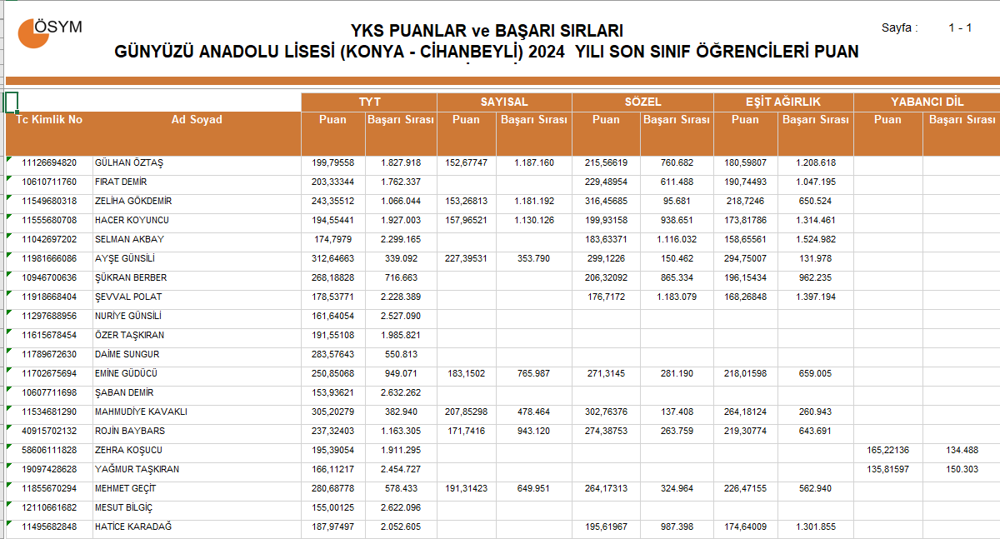 ÖSYM
YKS PUANLAR ve BAŞARI SIRLARI
Sayfa : 1 - 1
GÜNYÜZÜ ANADOLU LİSESİ (KONYA - CİHANBEYLİ) 2024 YILI SON SINIF ÖĞRENCİLERİ PUAN
TYT SAYISAL SÖZEL EŞİT AĞIRLIK YABANCI DİL
Tc Kimlik No Ad Soyad Puan Başarı Sırası Puan Başarı Sırası Puan Başarı Sırası Puan Başarı Sırası Puan Başarı Sırası
11126694820 GÜLHAN ÖZTAŞ 199,79558 1.827.918 152,67747 1.187.160 215,56619 760.682 180,59807 1.208.618
10610711760 FIRAT DEMİR 203,33344 1.762.337 229,48954 611.488 190,74493 1.047.195
11549680318 ZELİHA GÖKDEMİR 243,35512 1.066.044 153,26813 1.181.192 316,45685 95.681 218,7246 650.524
11555680708 HACER KOYUNCU 194,55441 1.927.003 157,96521 1.130.126 199,93158 938.651 173,81786 1.314.461
11042697202 SELMAN AKBAY 174,7979 2.299.165 183,63371 1.116.032 158,65561 1.524.982
11981666086 AYŞE GÜNSİLİ 312,64663 339.092 227,39531 353.790 299,1226 150.462 294,75007 131.978
10946700636 ŞÜKRAN BERBER 268,18828 716.663 206,32092 865.334 196,15434 962.235
11918668404 ŞEVVAL POLAT 178,53771 2.228.389 176,7172 1.183.079 168,26848 1.397.194
11297688956 NURİYE GÜNSİLİ 161,64054 2.527.090
11615678454 ÖZER TAŞKIRAN 191,55108 1.985.821
11789672630 DAİME SUNGUR 283,57643 550.813
11702675694 EMİNE GÜDÜCÜ 250,85068 949.071 183,1502 765.987 271,3145 281.190 218,01598 659.005
10607711698 ŞABAN DEMİR 153,93621 2.632.262
11534681290 MAHMUDİYE KAVAKLI 305,20279 382.940 207,85298 478.464 302,76376 137.408 264,18124 260.943
40915702132 ROJİN BAYBARS 237,32403 1.163.305 171,7416 943.120 274,38753 263.759 219,30774 643.691
58606111828 ZEHRA KOŞUCU 195,39054 1.911.295 165,22136 134.488
19097428628 YAĞMUR TAŞKIRAN 166,11217 2.454.727 135,81597 150.303
11855670294 MEHMET GEÇİT 280,68778 578.433 191,31423 649.951 264,17313 324.964 226,47155 562.940
12110661682 MESUT BİLGİÇ 155,00125 2.622.096
11495682848 HATİCE KARADAĞ 187,97497 2.052.605 195,61967 987.398 174,64009 1.301.855